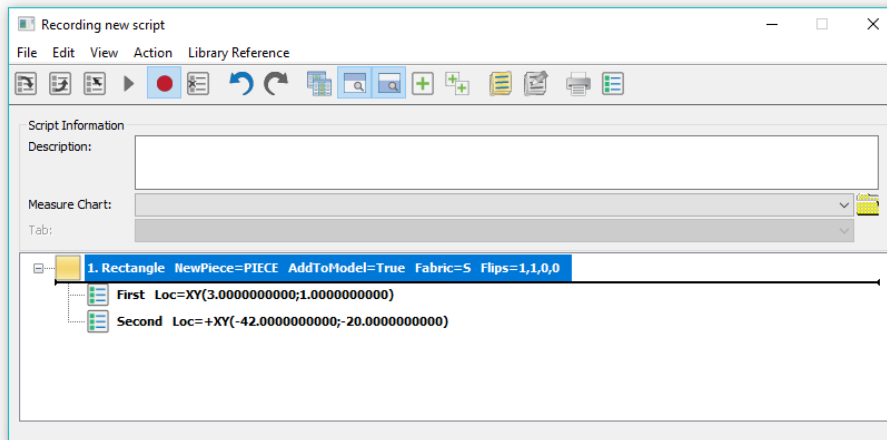 Recording new script
File Edit View Action Library Reference
Script Information
Description:
Measure Chart:
Tab:
1. Rectangle NewPiece=PIECE AddToModel=True Fabric=S Flips=1,1,0,0
First Loc=XY(3.0000000000;1.0000000000)
Second Loc=+XY(-42.0000000000;-20.0000000000)